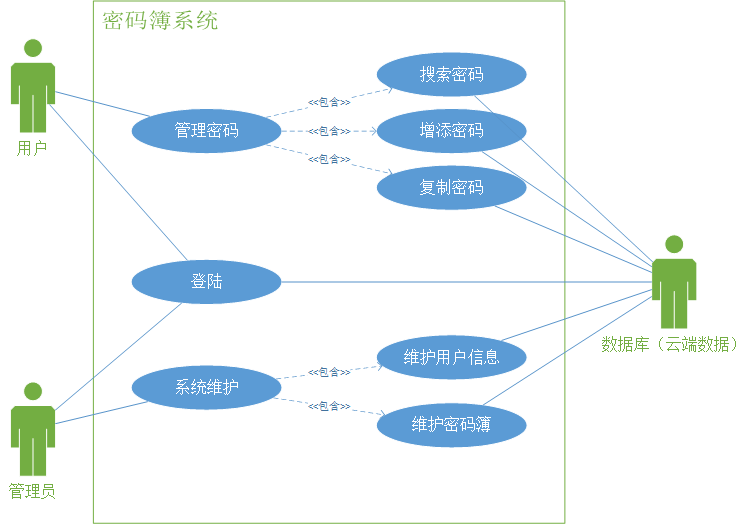 密码簿系统
搜索密码
<<包含>>
用户
管理密码
<<包含>>
增添密码
<<包含>>
复制密码
登陆
数据库（云端数据）
维护用户信息
<<包含>>
系统维护
<<包含>>
维护密码薄
管理员